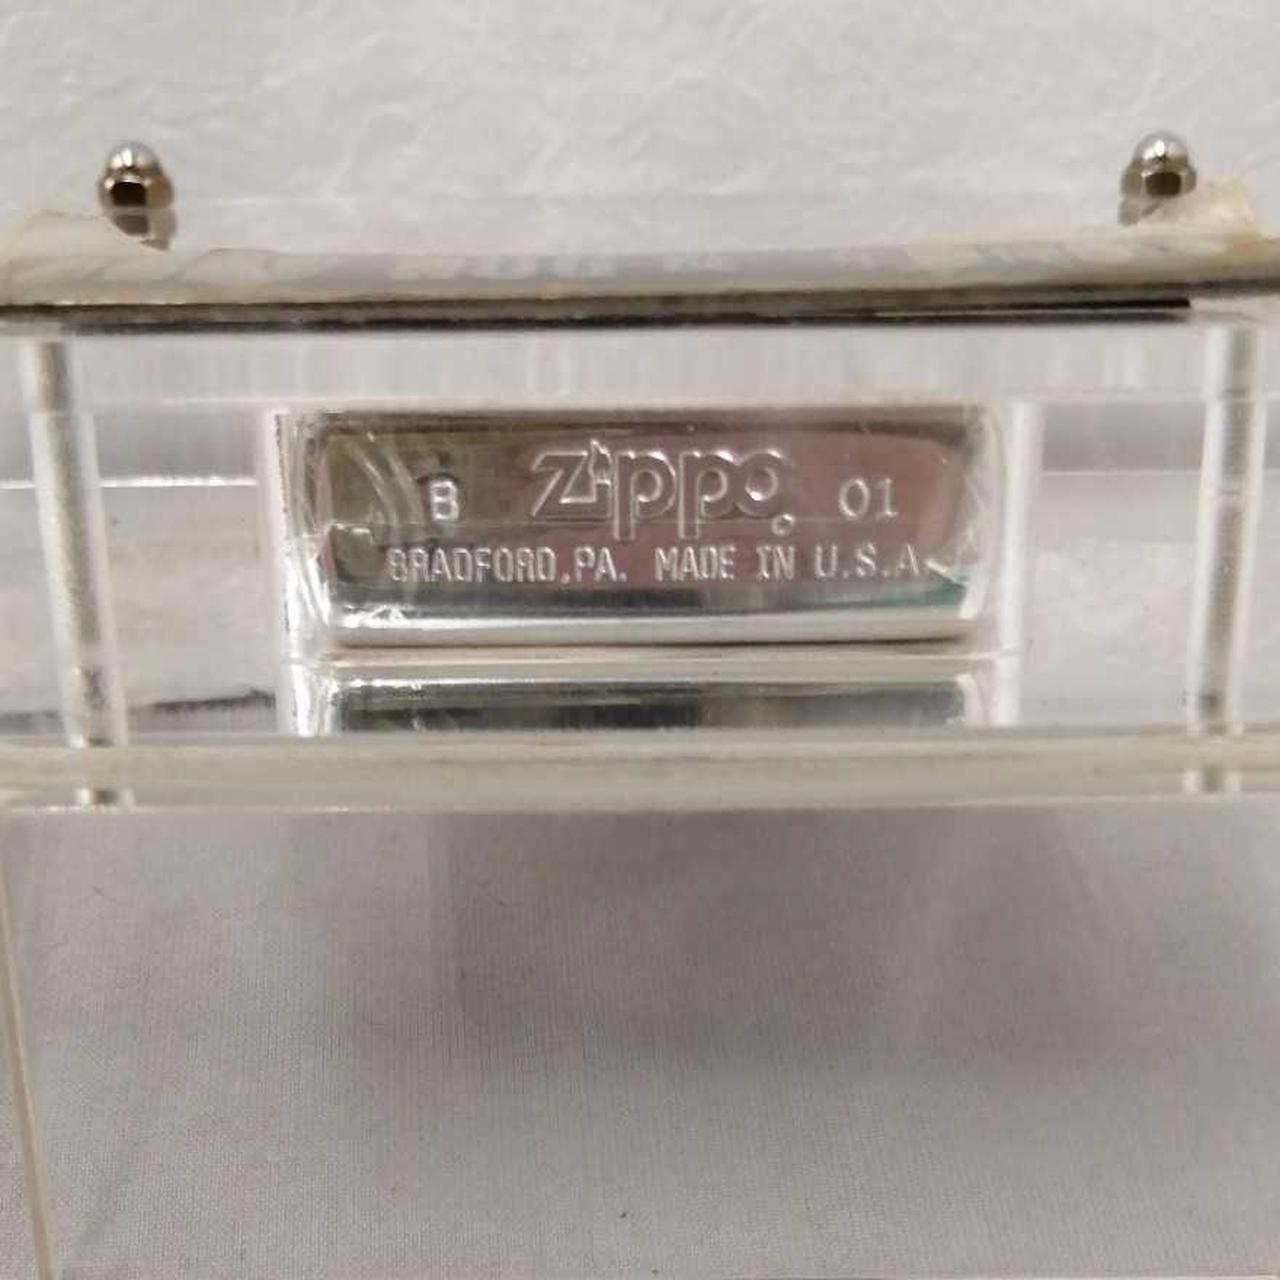 B Zippo 01
BRADFORD,PA. MADE IN U.S.A.